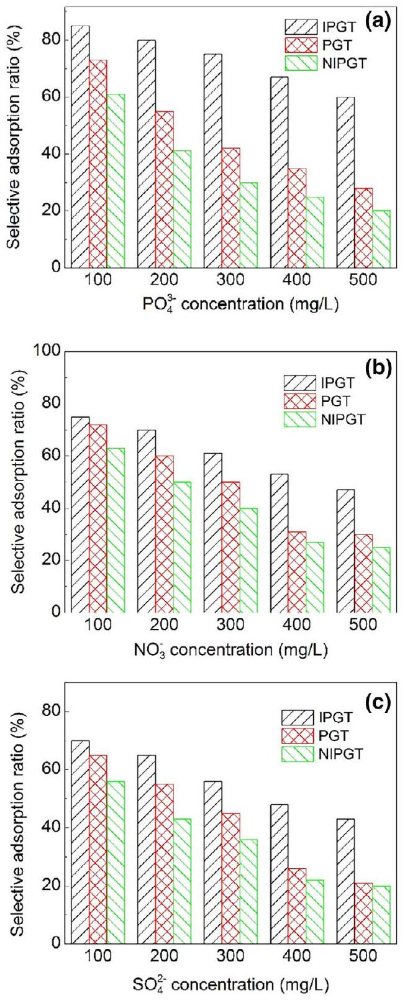 (a)
IPGT
PGT
NIPGT
Selective adsorption ratio (%)
80
60
40
20
0
100 200 300 400 500
PO₄³⁻ concentration (mg/L)
(b)
IPGT
PGT
NIPGT
Selective adsorption ratio (%)
100
80
60
40
20
0
100 200 300 400 500
NO₃⁻ concentration (mg/L)
(c)
IPGT
PGT
NIPGT
Selective adsorption ratio (%)
80
60
40
20
0
100 200 300 400 500
SO₄²⁻ concentration (mg/L)